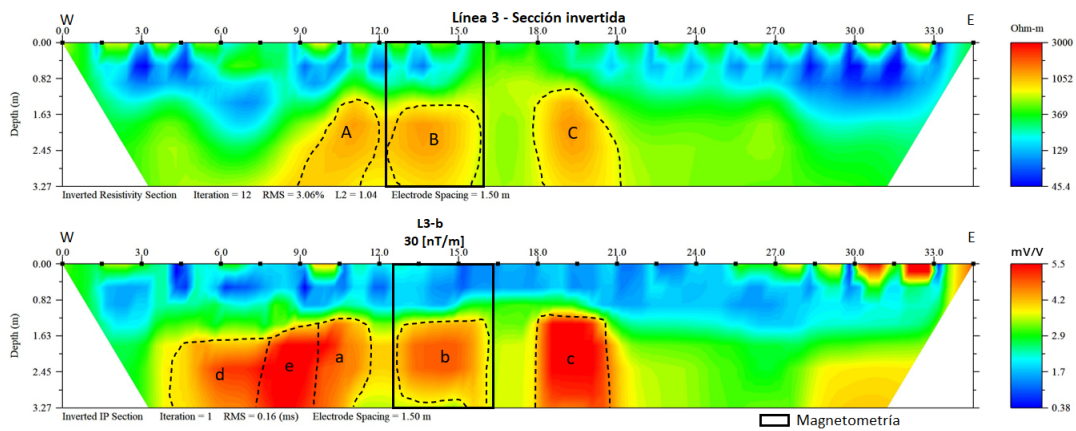 Línea 3 - Sección invertida
W E
0.0 3.0 6.0 9.0 12.0 15.0 18.0 21.0 24.0 27.0 30.0 33.0
Ohm-m
Depth (m)
0.00
0.82
1.63
2.45
3.27
A B C
3000
1052
369
129
45.4
Inverted Resistivity Section Iteration = 12 RMS = 3.06% L2 = 1.04 Electrode Spacing = 1.50 m
L3-b
30 [nT/m]
W E
0.0 3.0 6.0 9.0 12.0 15.0 18.0 21.0 24.0 27.0 30.0 33.0
mV/V
Depth (m)
0.00
0.82
1.63
2.45
3.27
d e a b c
5.5
4.2
2.9
1.7
0.38
Inverted IP Section Iteration = 1 RMS = 0.16 (ms) Electrode Spacing = 1.50 m
Magnetometría